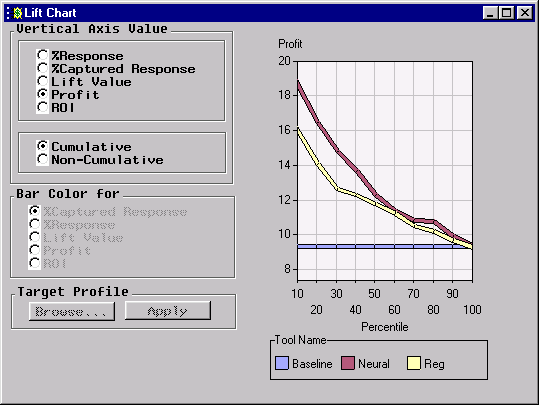 Lift Chart
Vertical Axis Value
%Response
%Captured Response
Lift Value
Profit
ROI
Cumulative
Non-Cumulative
Bar Color for
%Captured Response
%Response
Lift Value
Profit
ROI
Target Profile
Browse... Apply
Profit
20
18
16
14
12
10
8
10 30 50 70 90
20 40 60 80 100
Percentile
Tool Name
Baseline Neural Reg